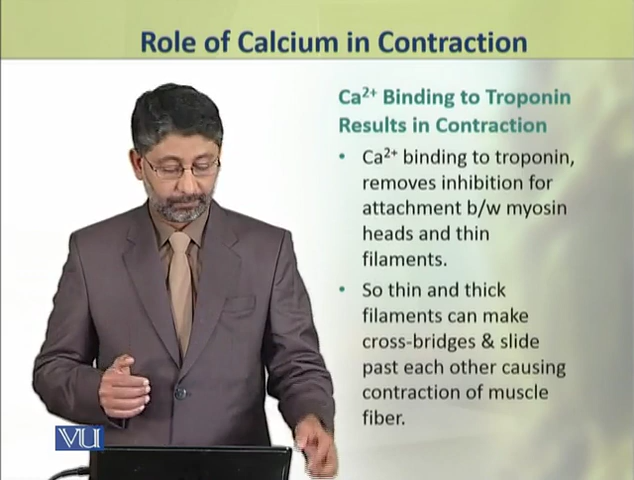 Role of Calcium in Contraction
Ca²⁺ Binding to Troponin
Results in Contraction
• Ca²⁺ binding to troponin,
removes inhibition for
attachment b/w myosin
heads and thin
filaments.
• So thin and thick
filaments can make
cross-bridges & slide
past each other causing
contraction of muscle
fiber.
VU